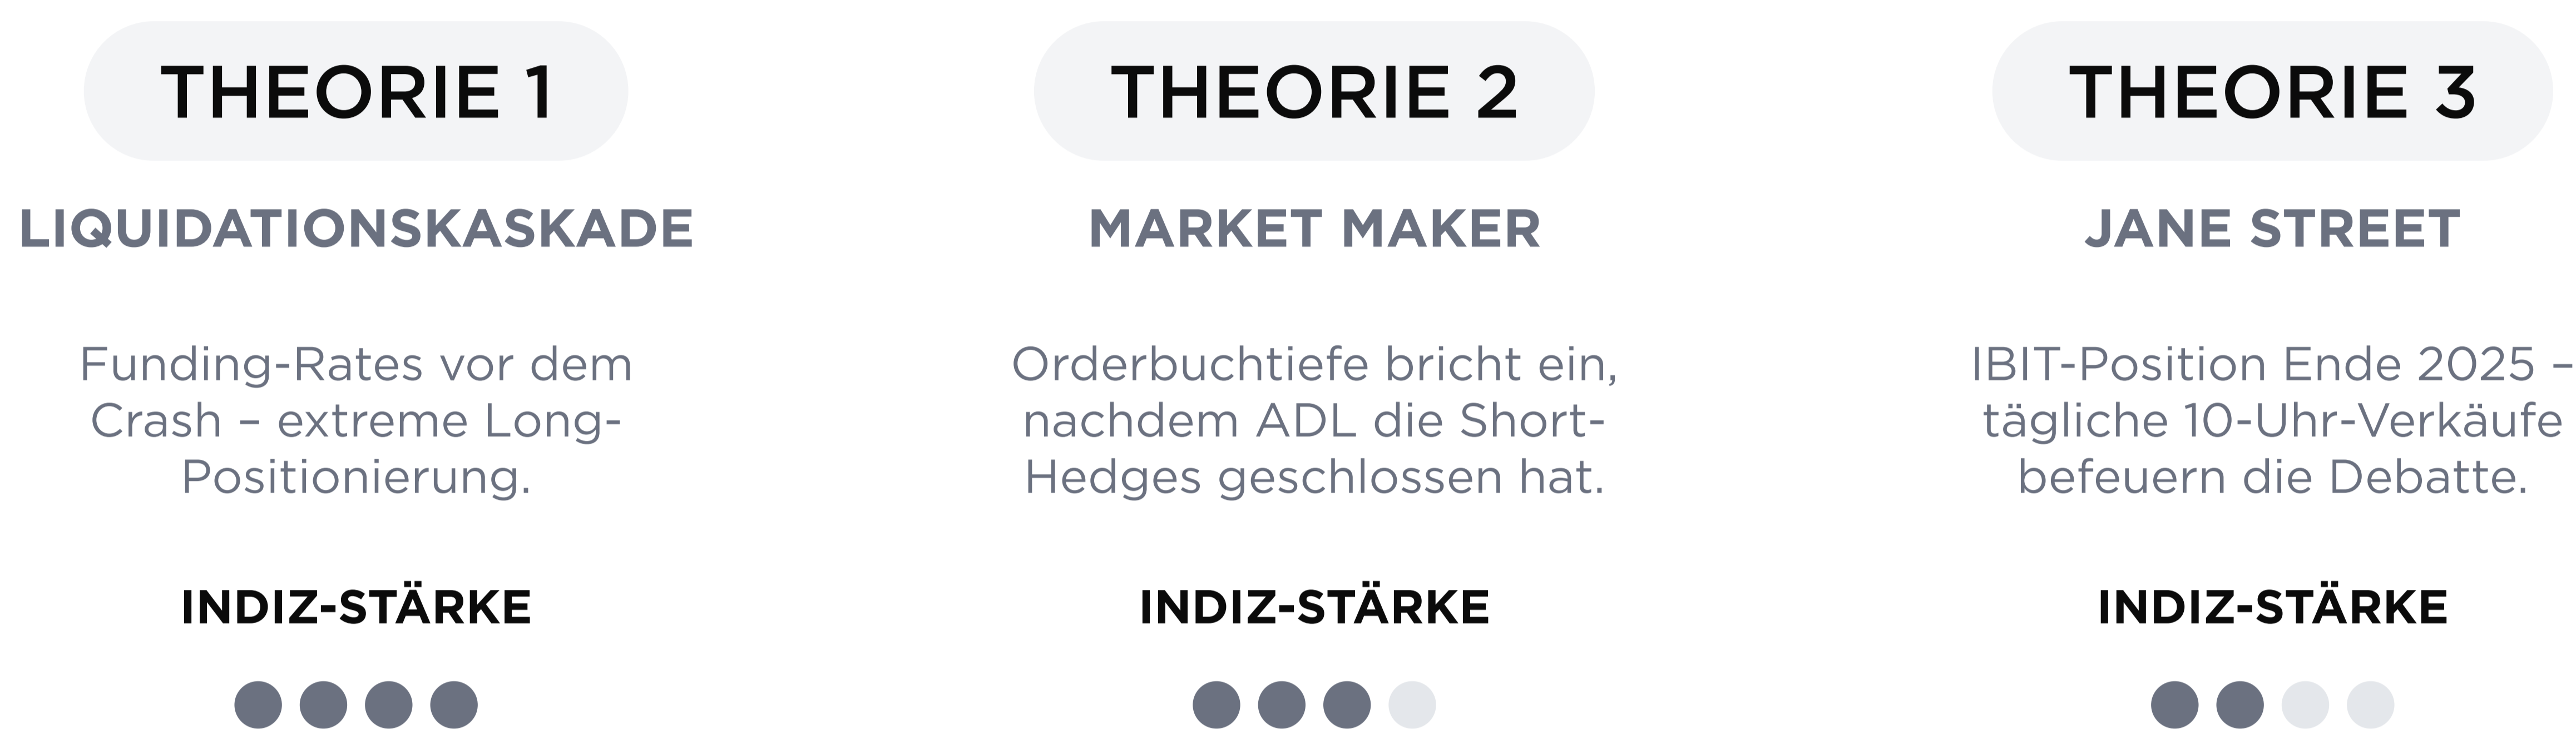 THEORIE 1
LIQUIDATIONSKASKADE
Funding-Rates vor dem
Crash – extreme Long-
Positionierung.
INDIZ-STÄRKE
THEORIE 2
MARKET MAKER
Orderbuchtiefe bricht ein,
nachdem ADL die Short-
Hedges geschlossen hat.
INDIZ-STÄRKE
THEORIE 3
JANE STREET
IBIT-Position Ende 2025 –
tägliche 10-Uhr-Verkäufe
befeuern die Debatte.
INDIZ-STÄRKE